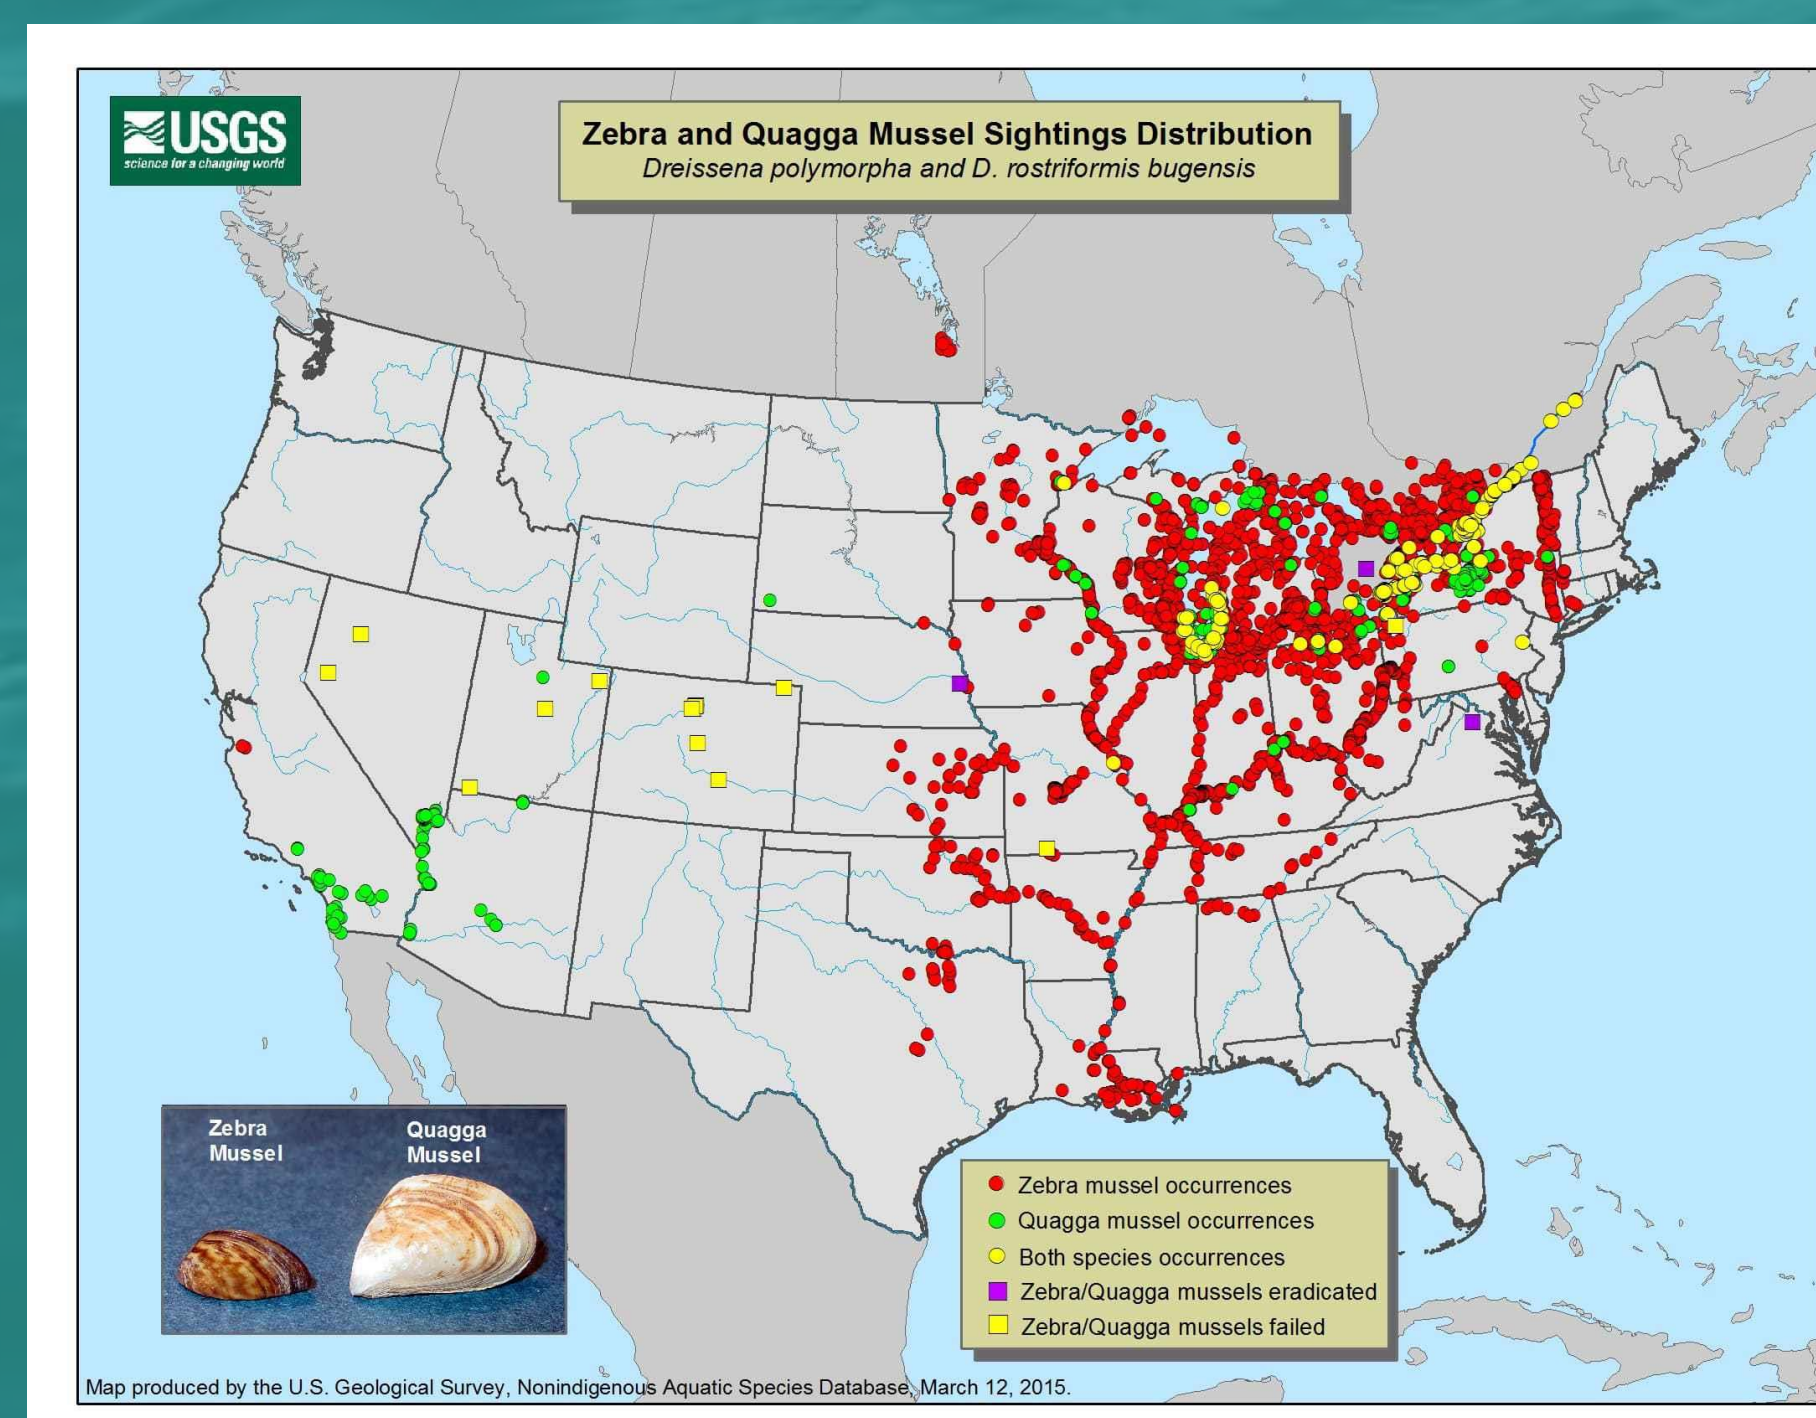 USGS
science for a changing world
Zebra and Quagga Mussel Sightings Distribution
Dreissena polymorpha and D. rostriformis bugensis
Zebra
Mussel
Quagga
Mussel
Zebra mussel occurrences
Quagga mussel occurrences
Both species occurrences
Zebra/Quagga mussels eradicated
Zebra/Quagga mussels failed
Map produced by the U.S. Geological Survey, Nonindigenous Aquatic Species Database, March 12, 2015.